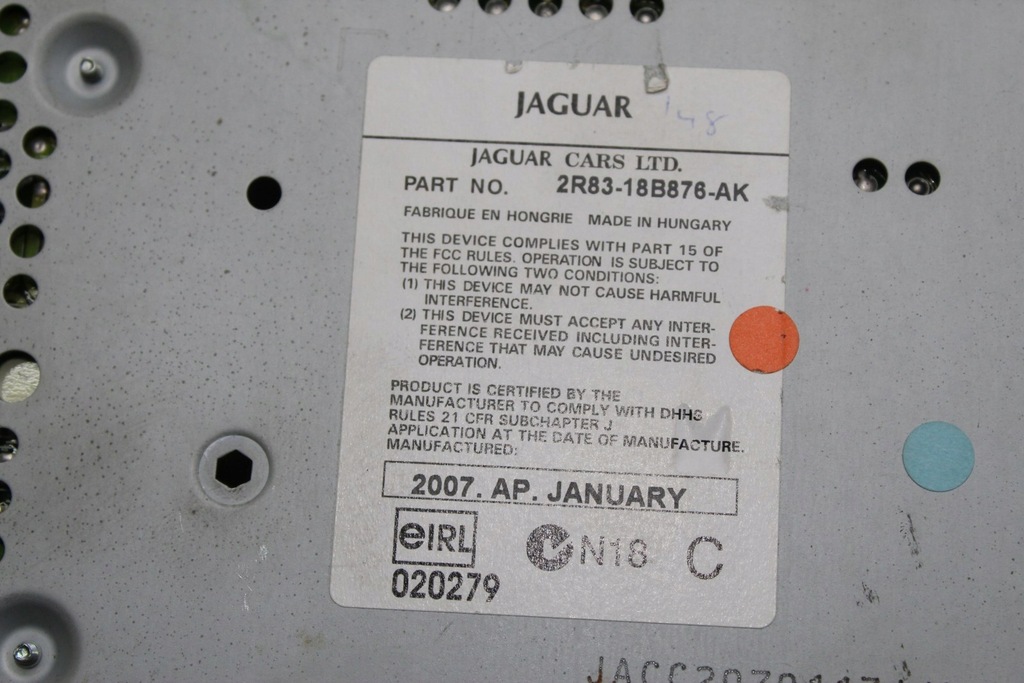 JAGUAR
'48
JAGUAR CARS LTD.
PART NO. 2R83-18B876-AK
FABRIQUE EN HONGRIE MADE IN HUNGARY
THIS DEVICE COMPLIES WITH PART 15 OF
THE FCC RULES. OPERATION IS SUBJECT TO
THE FOLLOWING TWO CONDITIONS:
(1) THIS DEVICE MAY NOT CAUSE HARMFUL
INTERFERENCE.
(2) THIS DEVICE MUST ACCEPT ANY INTER-
FERENCE RECEIVED INCLUDING INTER-
FERENCE THAT MAY CAUSE UNDESIRED
OPERATION.
PRODUCT IS CERTIFIED BY THE
MANUFACTURER TO COMPLY WITH DHHS
RULES 21 CFR SUBCHAPTER J
APPLICATION AT THE DATE OF MANUFACTURE.
MANUFACTURED:
2007. AP. JANUARY
eIRL
N18 C
020279